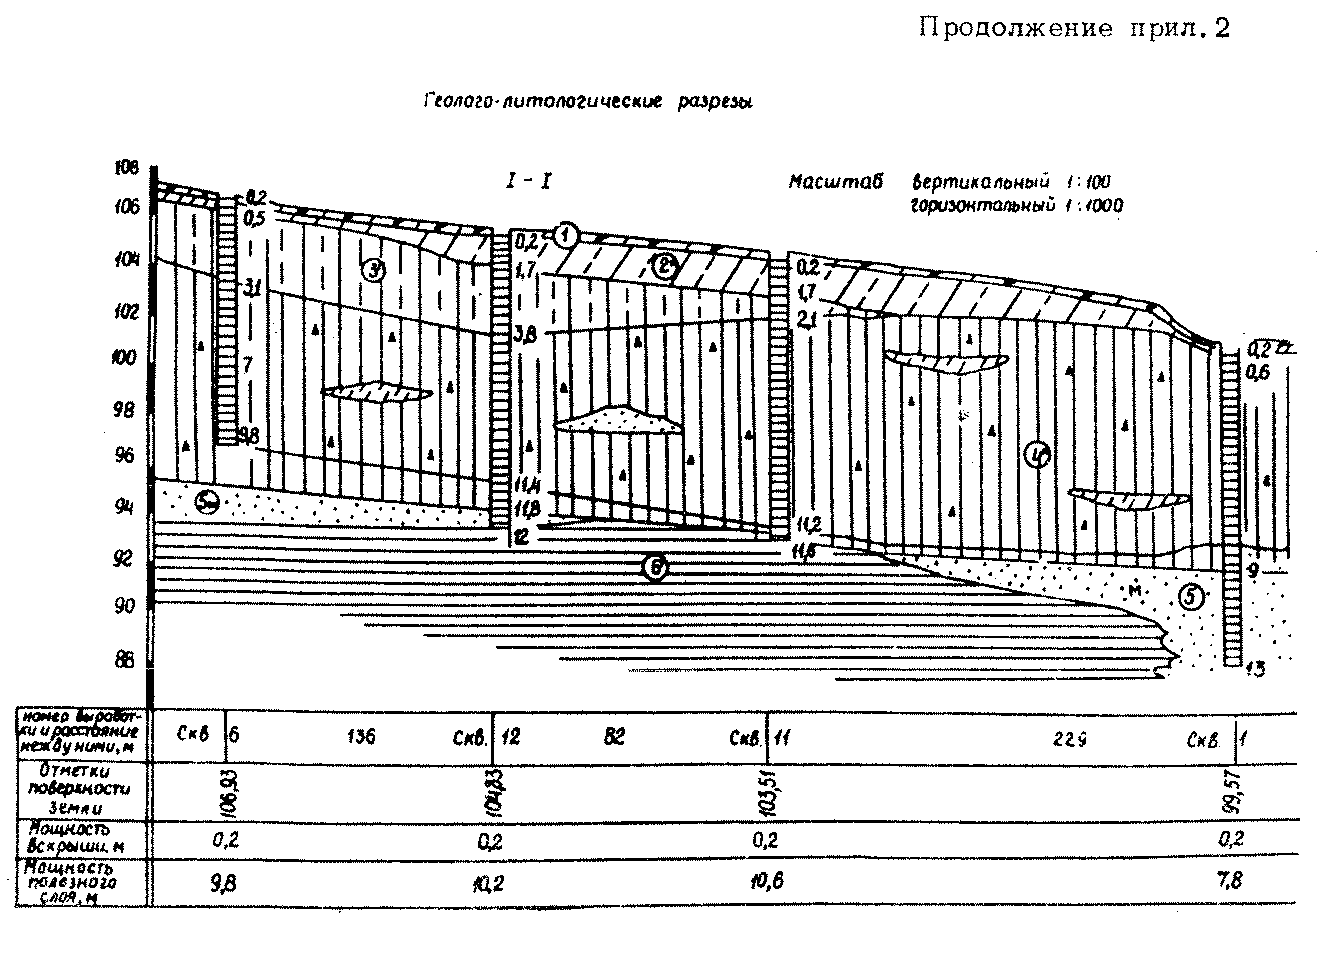 Продолжение прил. 2
Геолого-литологические разрезы
I - I
Масштаб вертикальный 1:100
горизонтальный 1:1000
108
106
104
102
100
98
96
94
92
90
88
0,2
0,5
3,1
7
9,8
0,2
1,7
3,8
11,4
11,8
12
0,2
1,7
2,1
11,2
0,2
0,6
9
13
1
2
3
4
5
5
м
6
номер выработ-
ки и расстояние
между ними, м
Скв 6 136 Скв. 12 82 Скв. 11 229 Скв. 1
Отметки
поверхности
земли
106,93 104,83 103,51 99,57
Мощность
вскрыши, м
0,2 0,2 0,2 0,2
Мощность
полезного
слоя, м
9,8 10,2 10,6 7,8